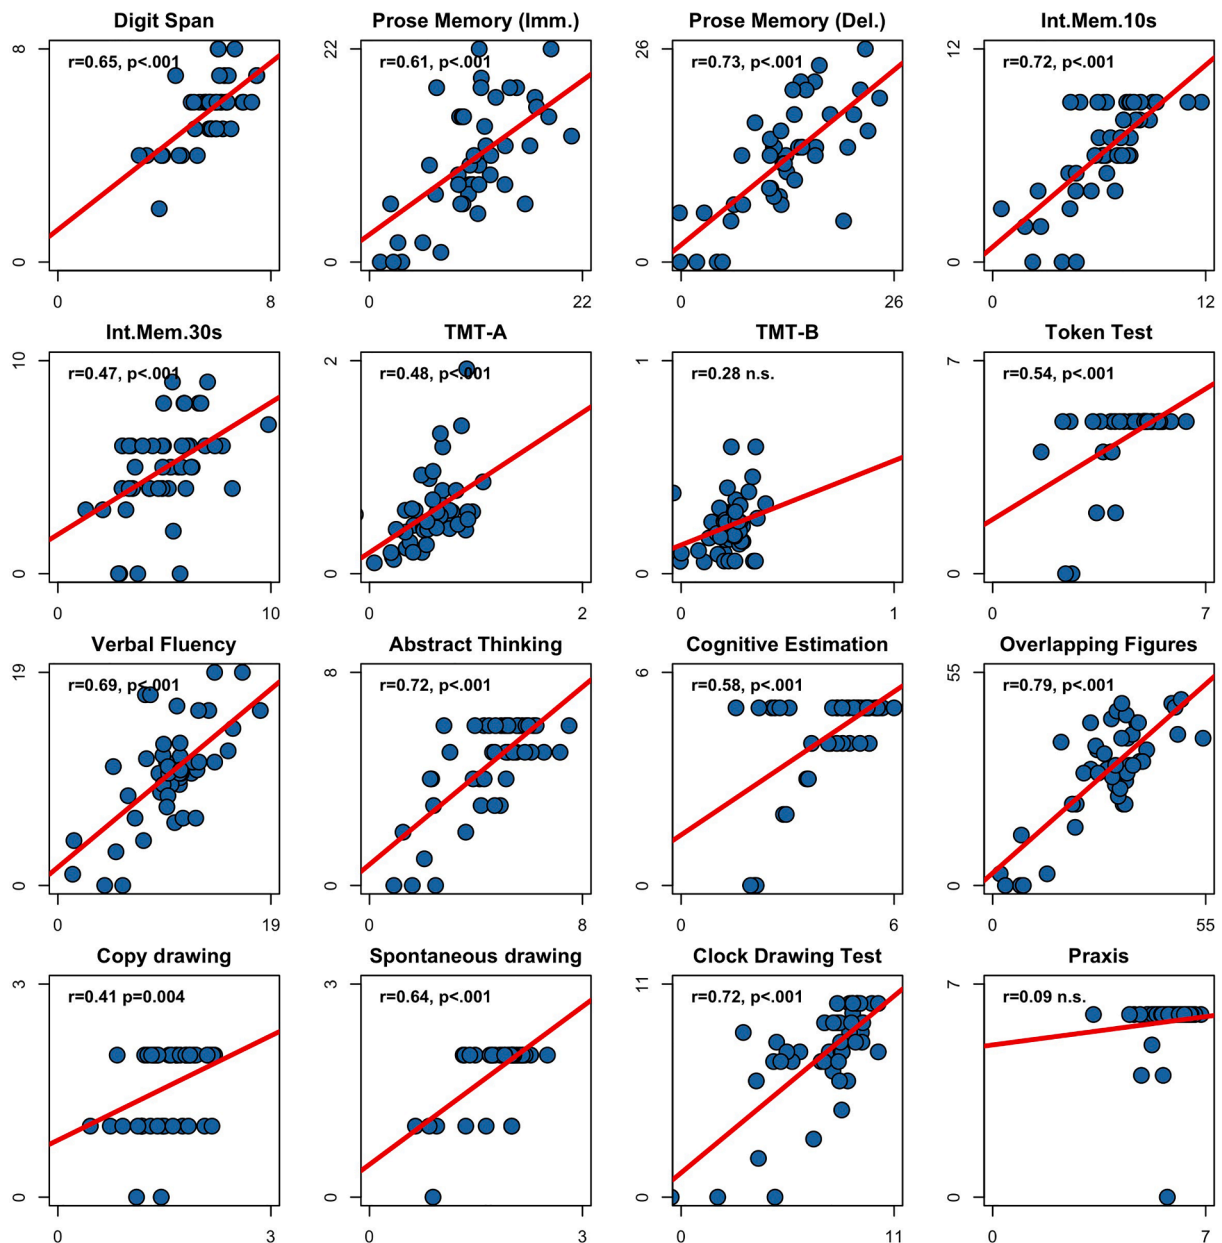 Digit Span
r=0.65, p<.001
8
0
0
8
Prose Memory (Imm.)
r=0.61, p<.001
22
0
0
22
Prose Memory (Del.)
r=0.73, p<.001
26
0
0
26
Int.Mem.10s
r=0.72, p<.001
12
0
0
12
Int.Mem.30s
r=0.47, p<.001
10
0
0
10
TMT-A
r=0.48, p<.001
2
0
0
2
TMT-B
r=0.28 n.s.
1
0
0
1
Token Test
r=0.54, p<.001
7
0
0
7
Verbal Fluency
r=0.69, p<.001
19
0
0
19
Abstract Thinking
r=0.72, p<.001
8
0
0
8
Cognitive Estimation
r=0.58, p<.001
6
0
0
6
Overlapping Figures
r=0.79, p<.001
55
0
0
55
Copy drawing
r=0.41 p=0.004
3
0
0
3
Spontaneous drawing
r=0.64, p<.001
3
0
0
3
Clock Drawing Test
r=0.72, p<.001
11
0
0
11
Praxis
r=0.09 n.s.
7
0
0
7